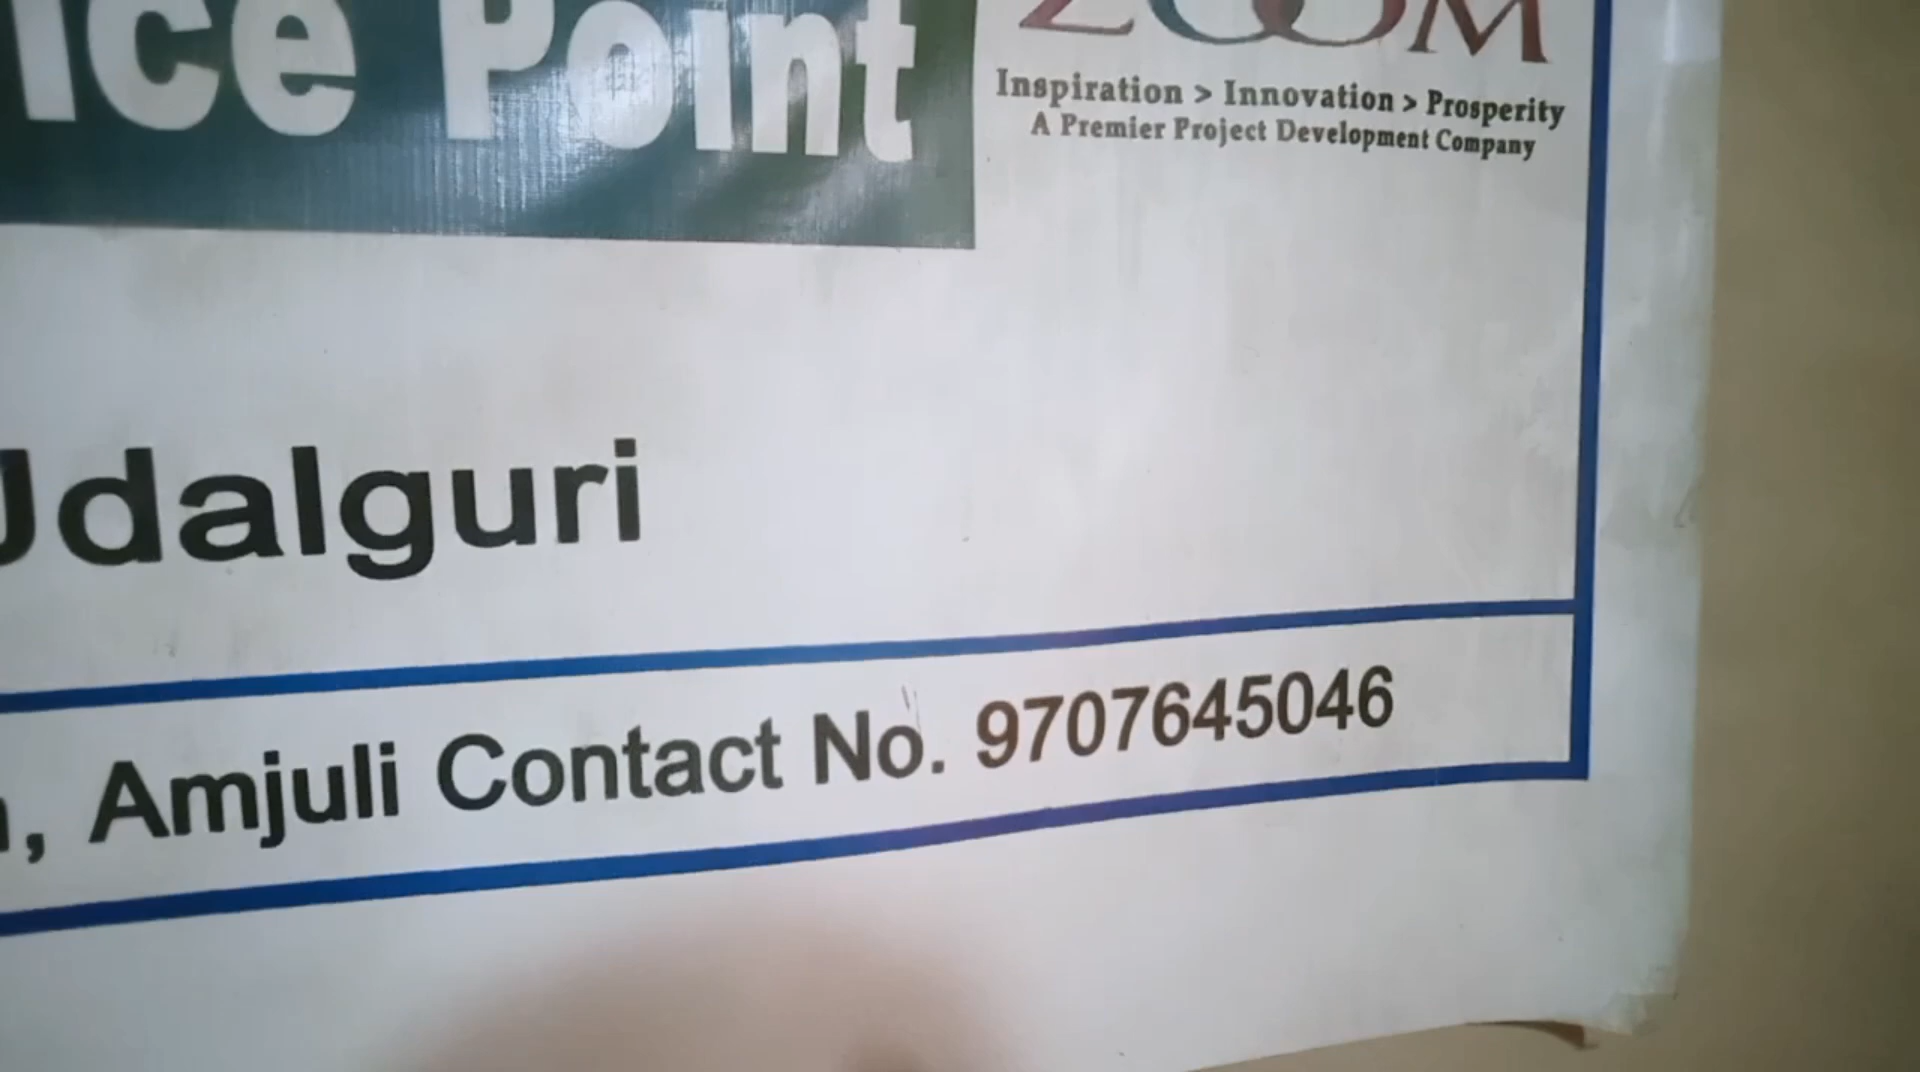 ice Point
ZOOM
Inspiration > Innovation > Prosperity
A Premier Project Development Company
Udalguri
, Amjuli Contact No. 9707645046